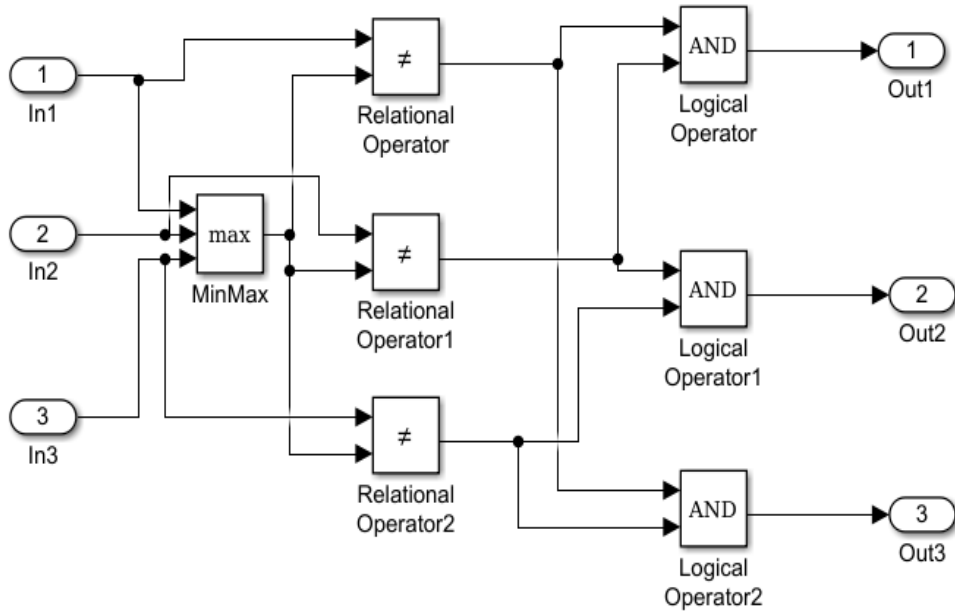 1
In1
≠
Relational
Operator
AND
Logical
Operator
1
Out1
2
In2
max
MinMax
≠
Relational
Operator1
AND
Logical
Operator1
2
Out2
3
In3
≠
Relational
Operator2
AND
Logical
Operator2
3
Out3